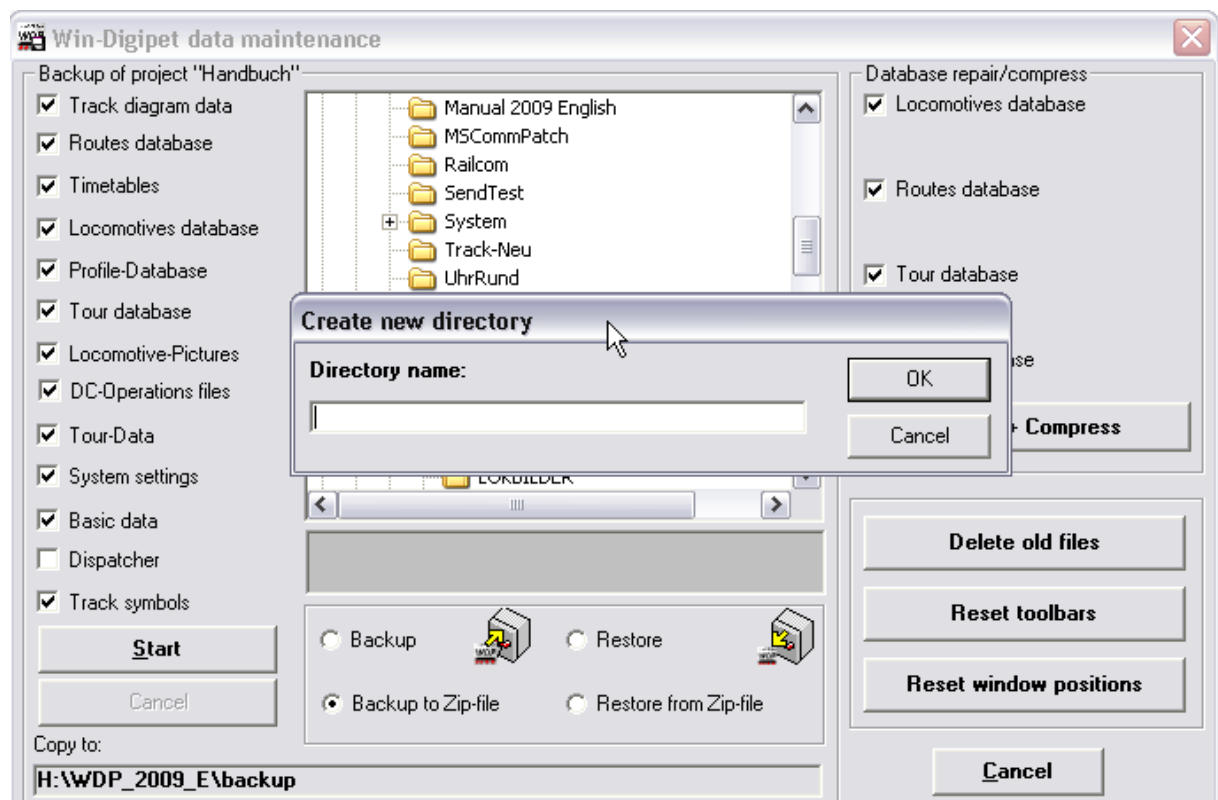 Win-Digipet data maintenance
Backup of project "Handbuch"
Track diagram data
Routes database
Timetables
Locomotives database
Profile-Database
Tour database
Locomotive-Pictures
DC-Operations files
Tour-Data
System settings
Basic data
Dispatcher
Track symbols
Start
Cancel
Manual 2009 English
MSCommPatch
Railcom
SendTest
System
Track-Neu
UhrRund
LOKBILDER
Create new directory
Directory name:
OK
Cancel
Backup
Restore
Backup to Zip-file
Restore from Zip-file
Copy to:
H:\WDP_2009_E\backup
Database repair/compress
Locomotives database
Routes database
Tour database
Compress
Delete old files
Reset toolbars
Reset window positions
Cancel